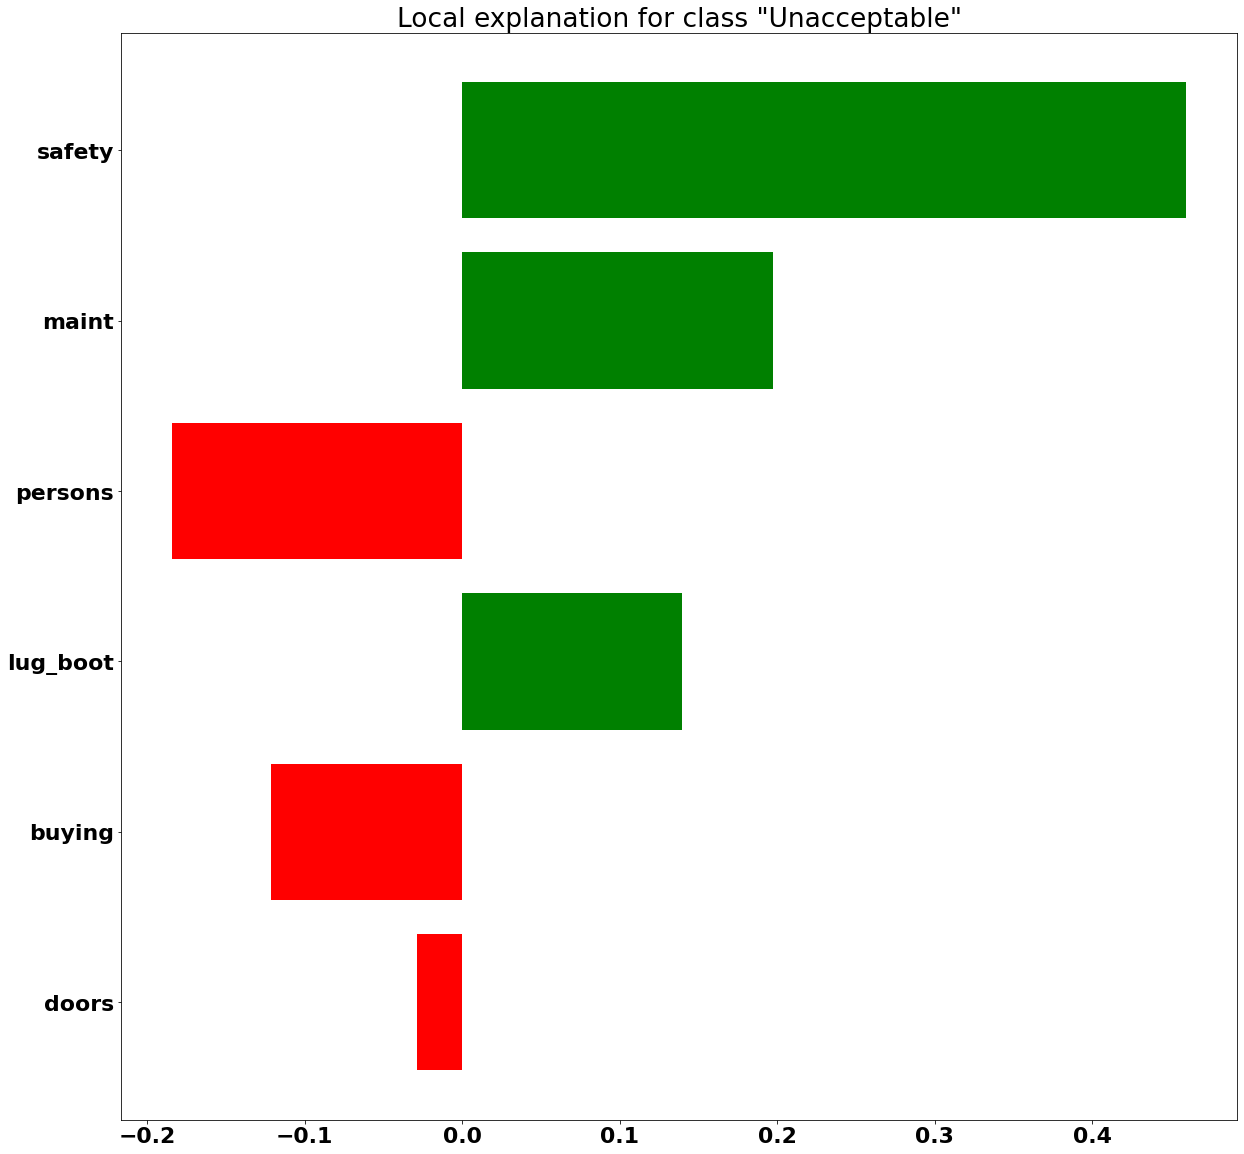 Local explanation for class "Unacceptable"
safety
maint
persons
lug_boot
buying
doors
−0.2 −0.1 0.0 0.1 0.2 0.3 0.4